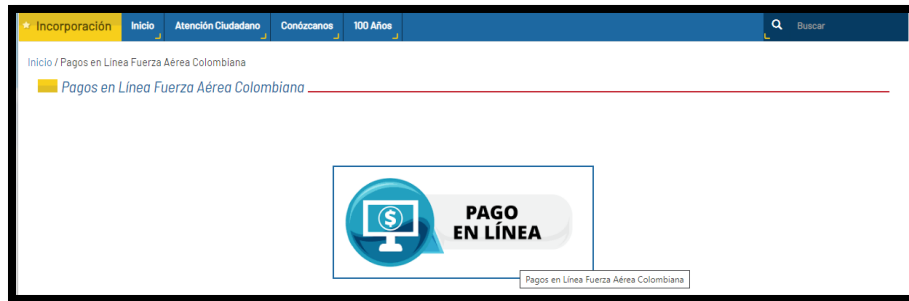 Incorporación Inicio Atención Ciudadano Conózcanos 100 Años Buscar
Inicio / Pagos en Línea Fuerza Aérea Colombiana
Pagos en Línea Fuerza Aérea Colombiana
$
PAGO
EN LÍNEA
Pagos en Línea Fuerza Aérea Colombiana